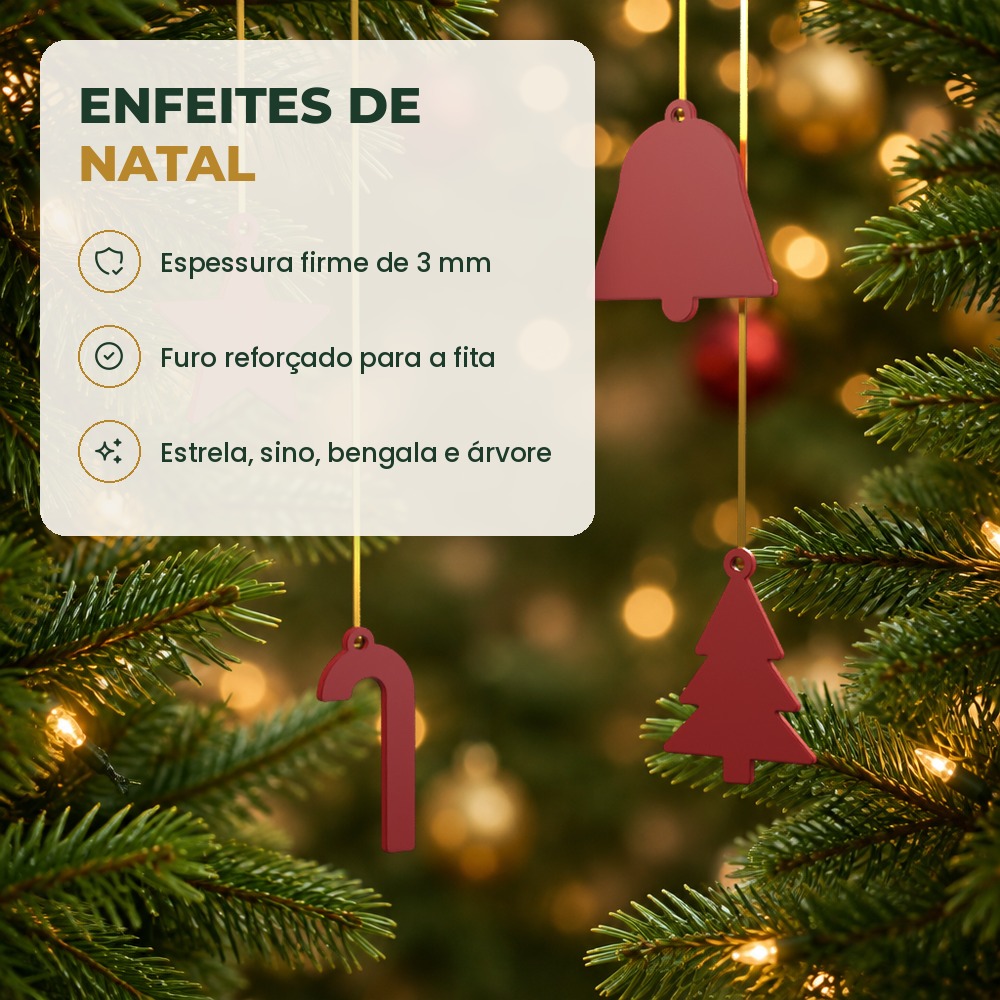 ENFEITES DE
NATAL
Espessura firme de 3 mm
Furo reforçado para a fita
Estrela, sino, bengala e árvore